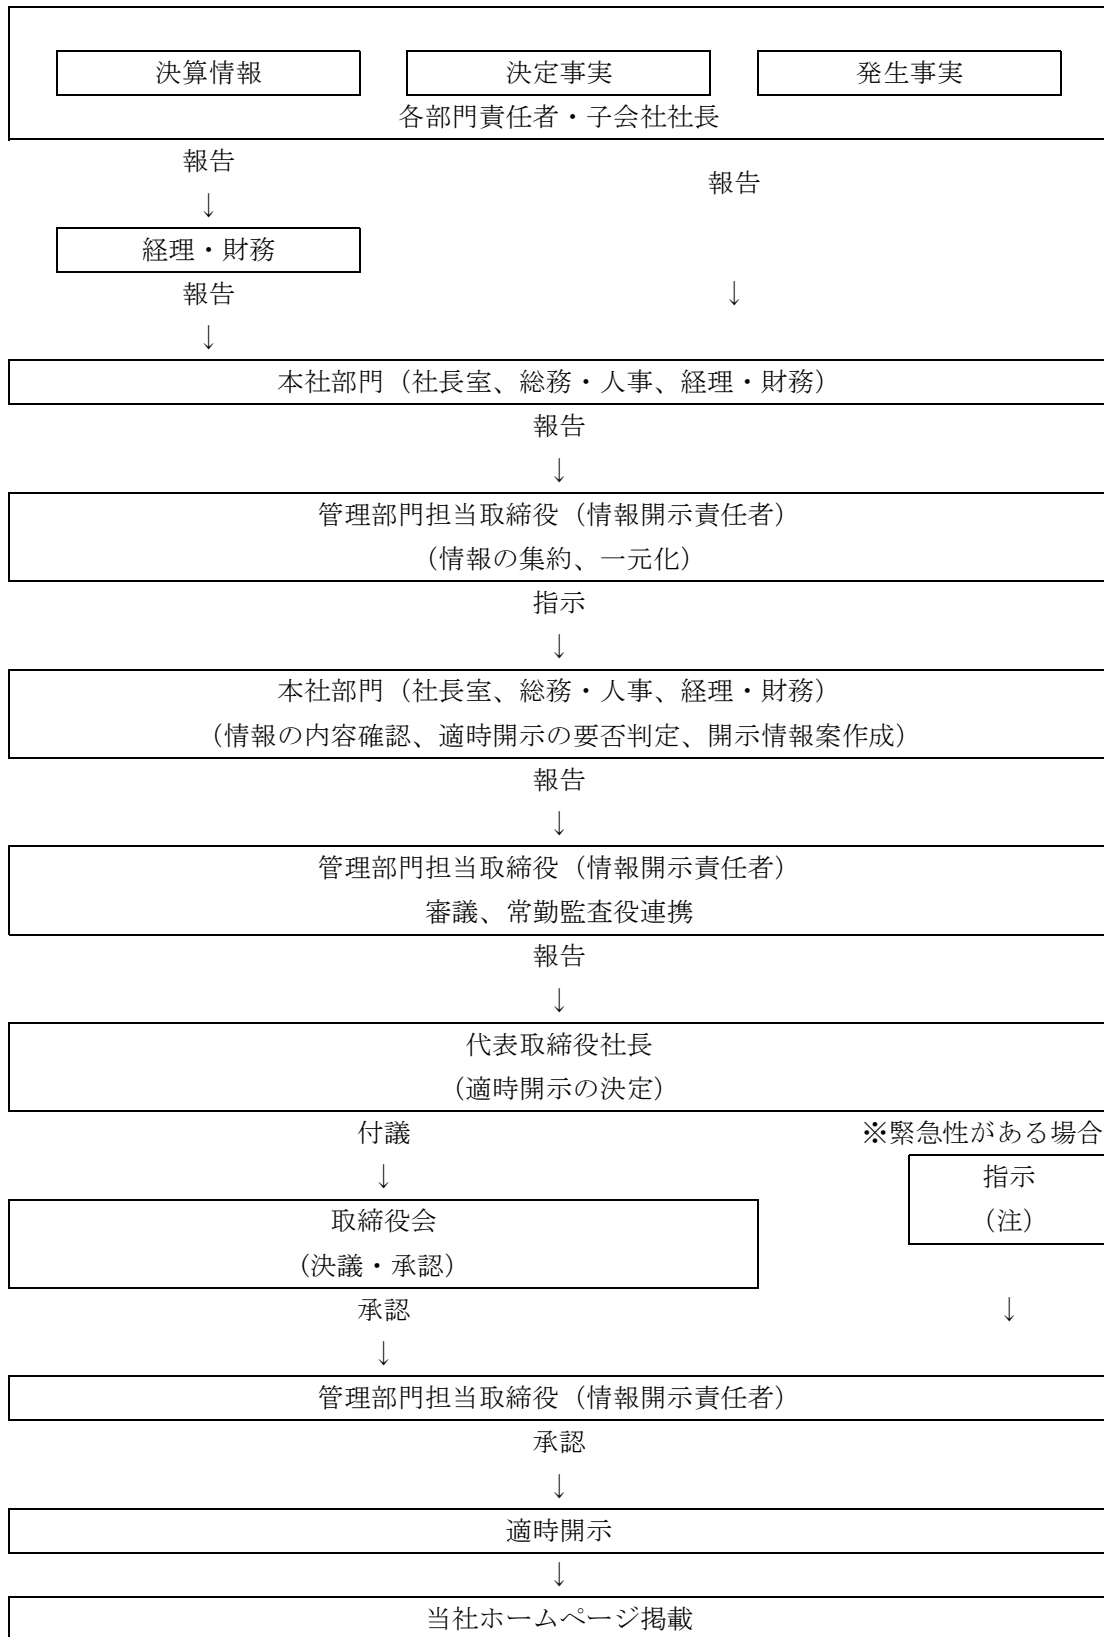 決算情報 決定事実 発生事実
各部門責任者・子会社社長
報告
報告
↓
経理・財務
報告
↓
↓
本社部門（社長室、総務・人事、経理・財務）
報告
↓
管理部門担当取締役（情報開示責任者）
（情報の集約、一元化）
指示
↓
本社部門（社長室、総務・人事、経理・財務）
（情報の内容確認、適時開示の要否判定、開示情報案作成）
報告
↓
管理部門担当取締役（情報開示責任者）
審議、常勤監査役連携
報告
↓
代表取締役社長
（適時開示の決定）
付議 ※緊急性がある場合
↓
指示
取締役会
（注）
（決議・承認）
承認
↓
↓
管理部門担当取締役（情報開示責任者）
承認
↓
適時開示
↓
当社ホームページ掲載